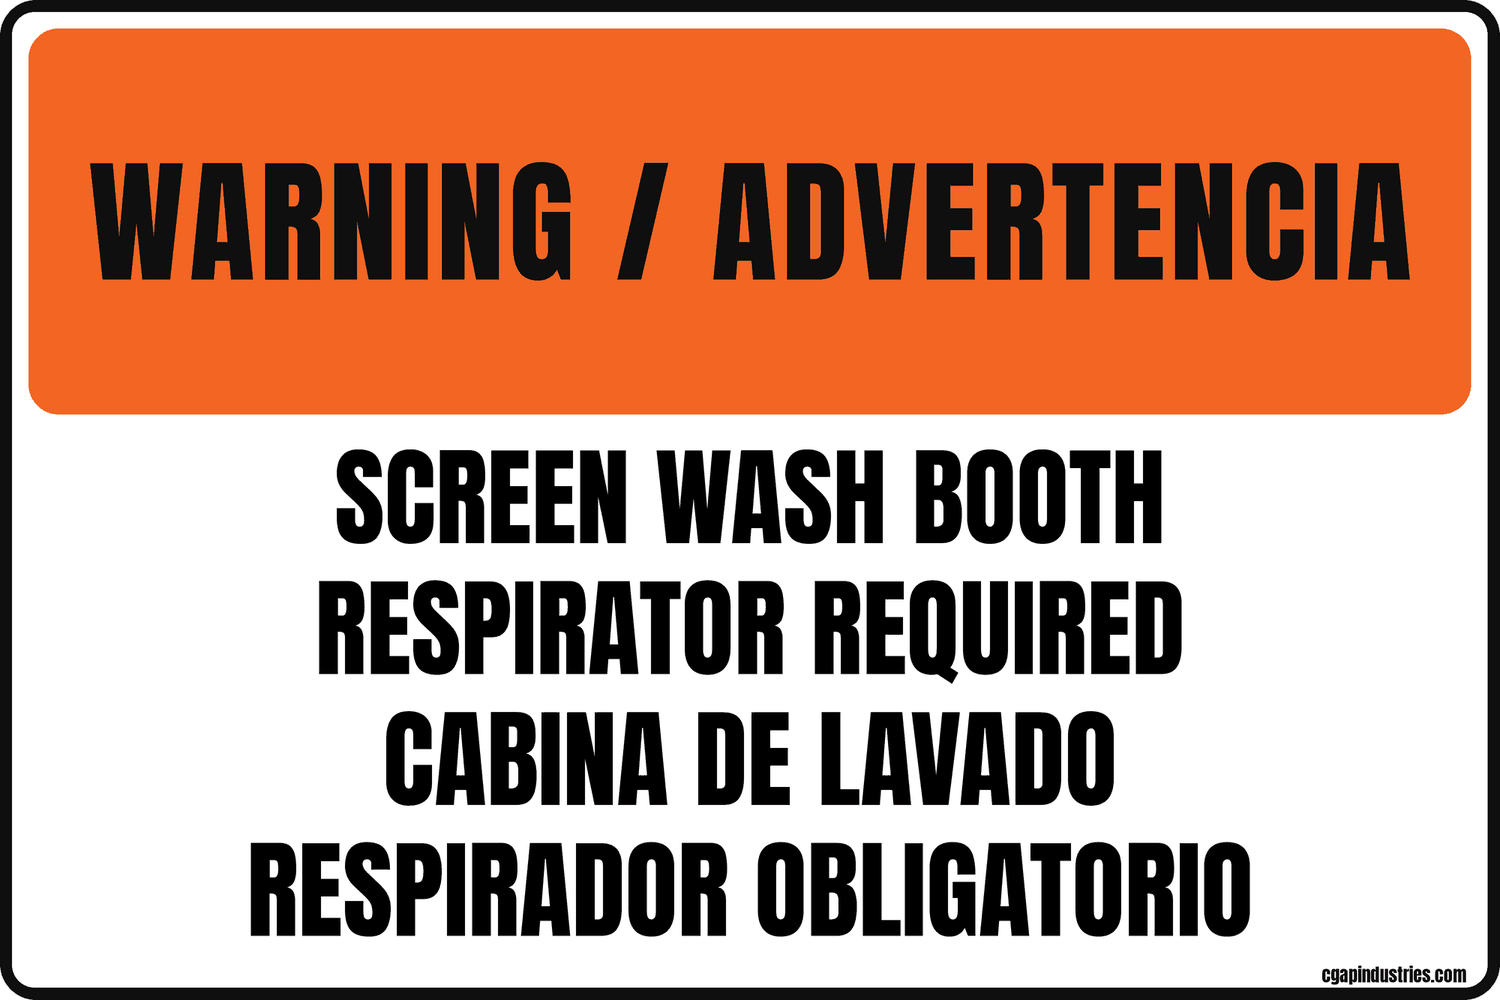 WARNING / ADVERTENCIA
SCREEN WASH BOOTH
RESPIRATOR REQUIRED
CABINA DE LAVADO
RESPIRADOR OBLIGATORIO
cgapindustries.com